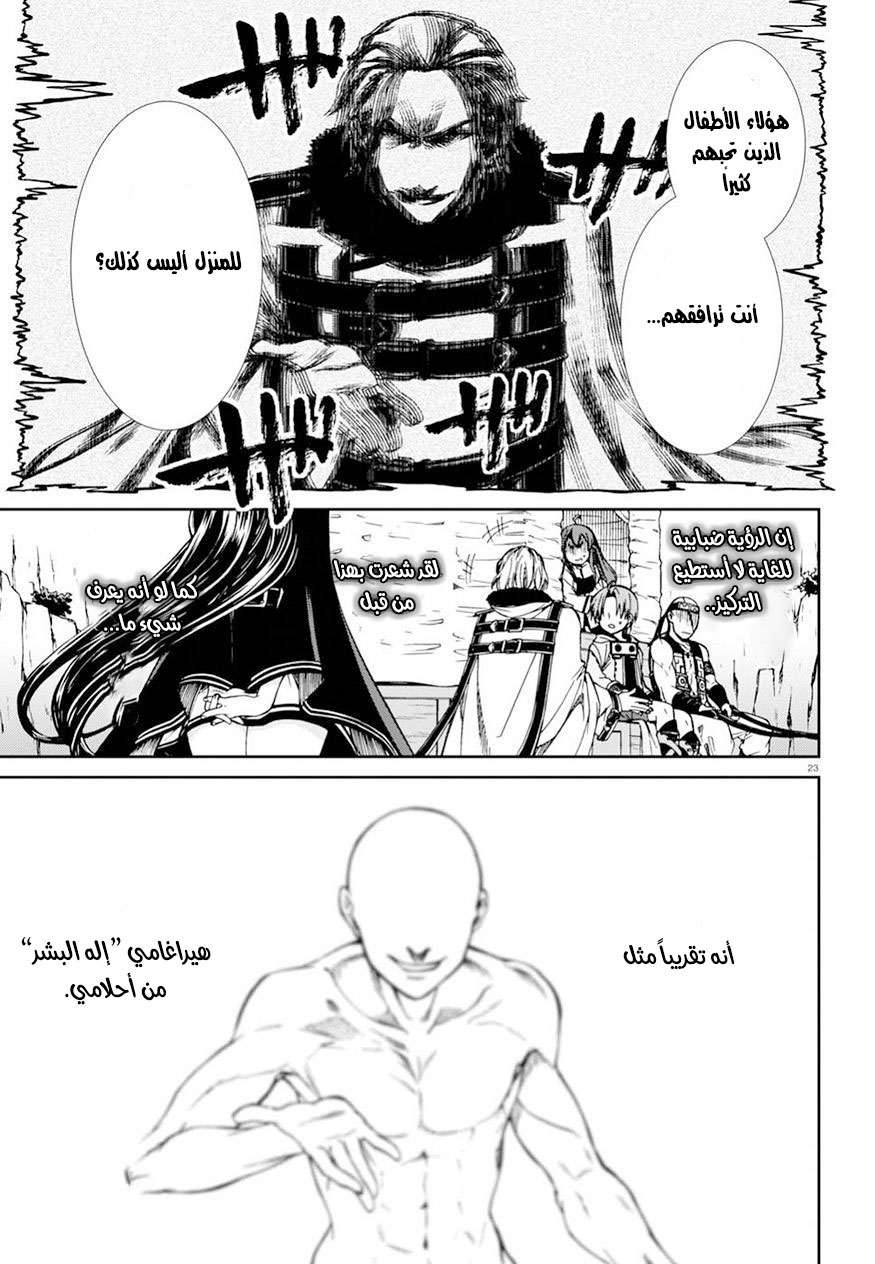 هؤلاء الأطفال
الذين تحبهم
كثيراً
أنت ترافقهم...
للمنزل أليس كذلك؟
إن الرؤية ضبابية
للغاية لا أستطيع
التركيز..
لقد شعرت بهزا
من قبل
كما لو أنه يعرف
شيء ما...
23
أنه تقريباً مثل
هيراغامي "إله البشر"
من أحلامي.